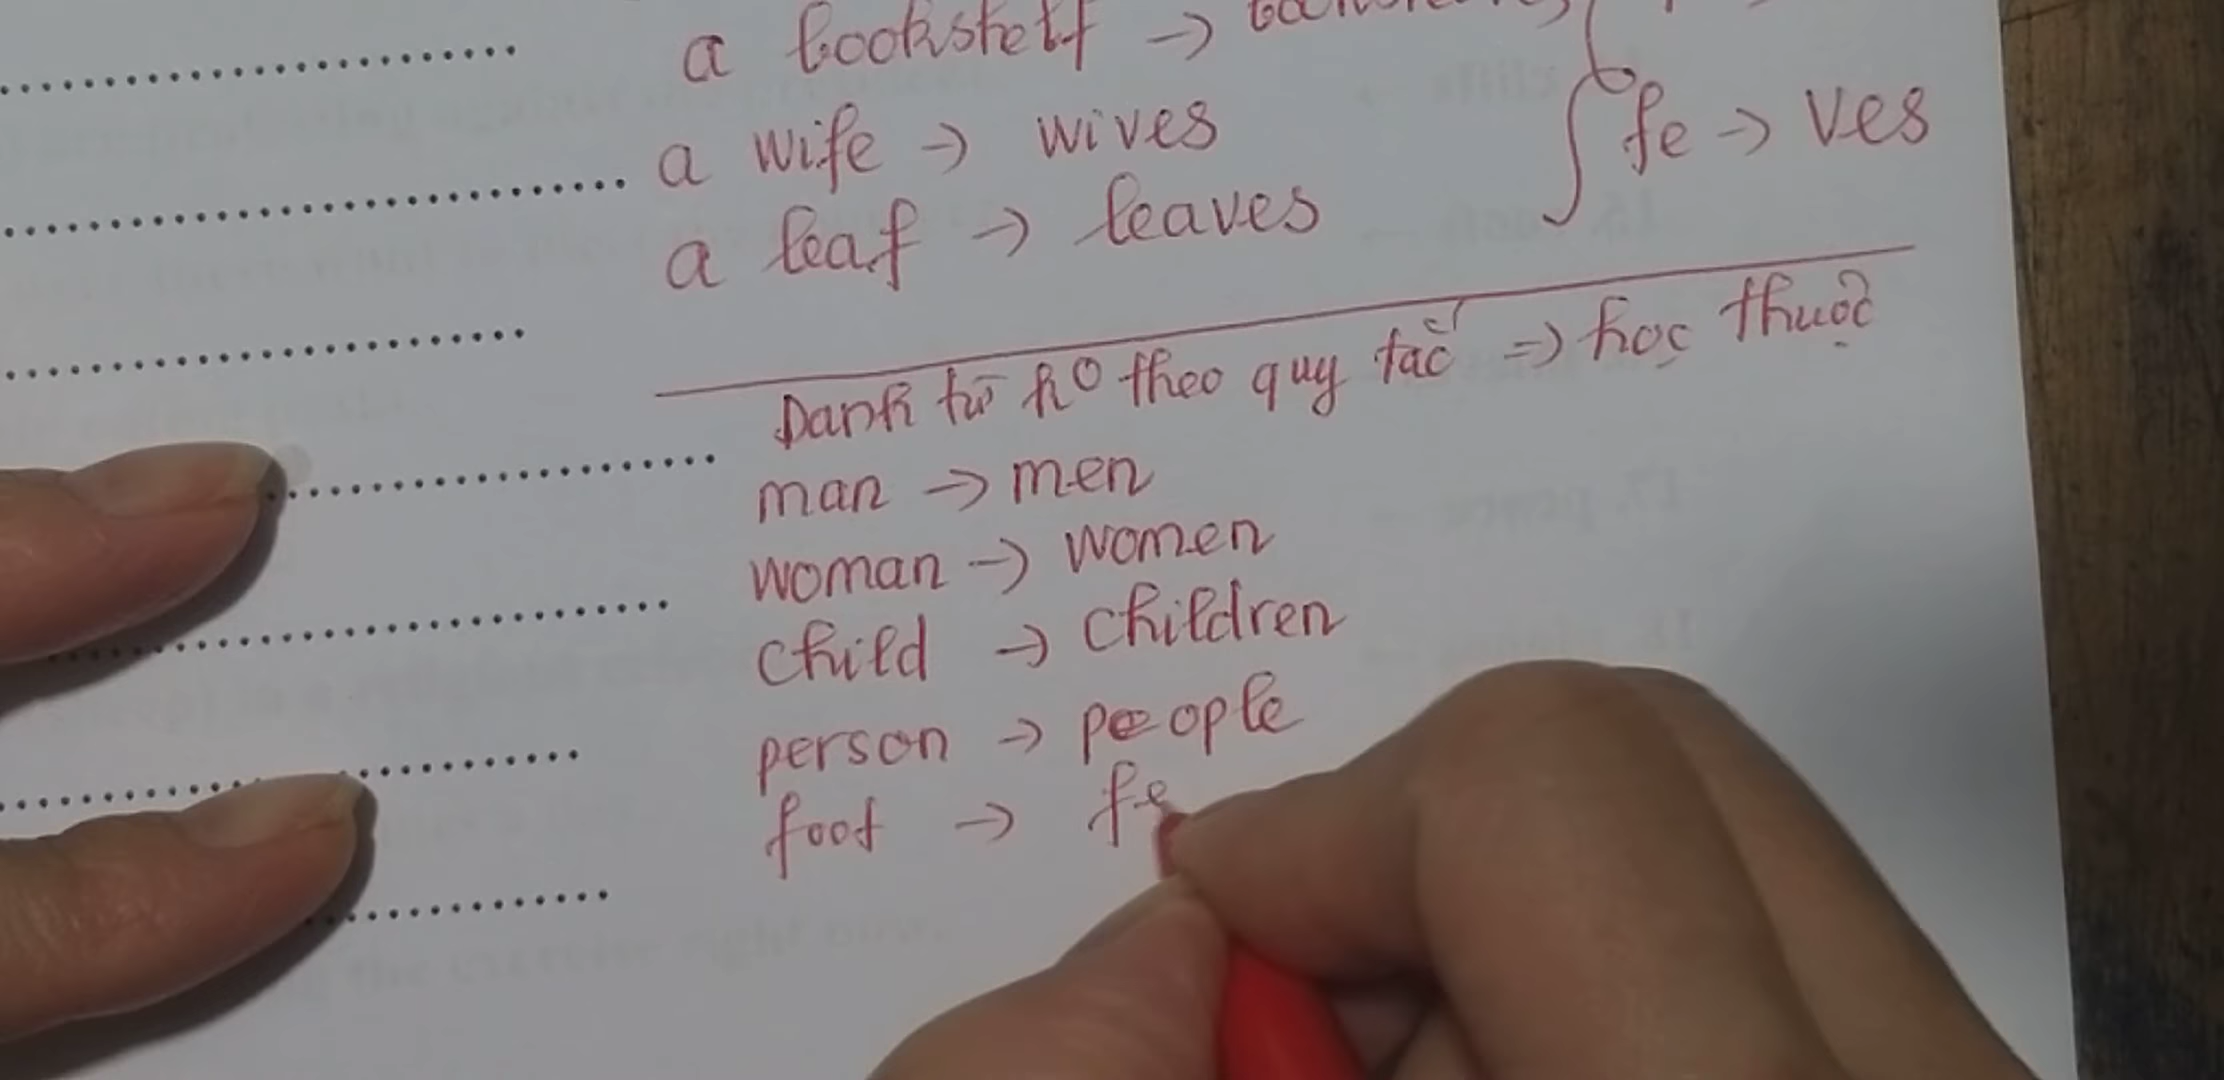 a bookshelf →
a wife → wives
fe → ves
a leaf → leaves
Danh từ ko theo quy tắc => học thuộc
man → men
woman → women
child → children
person → people
foot → fe